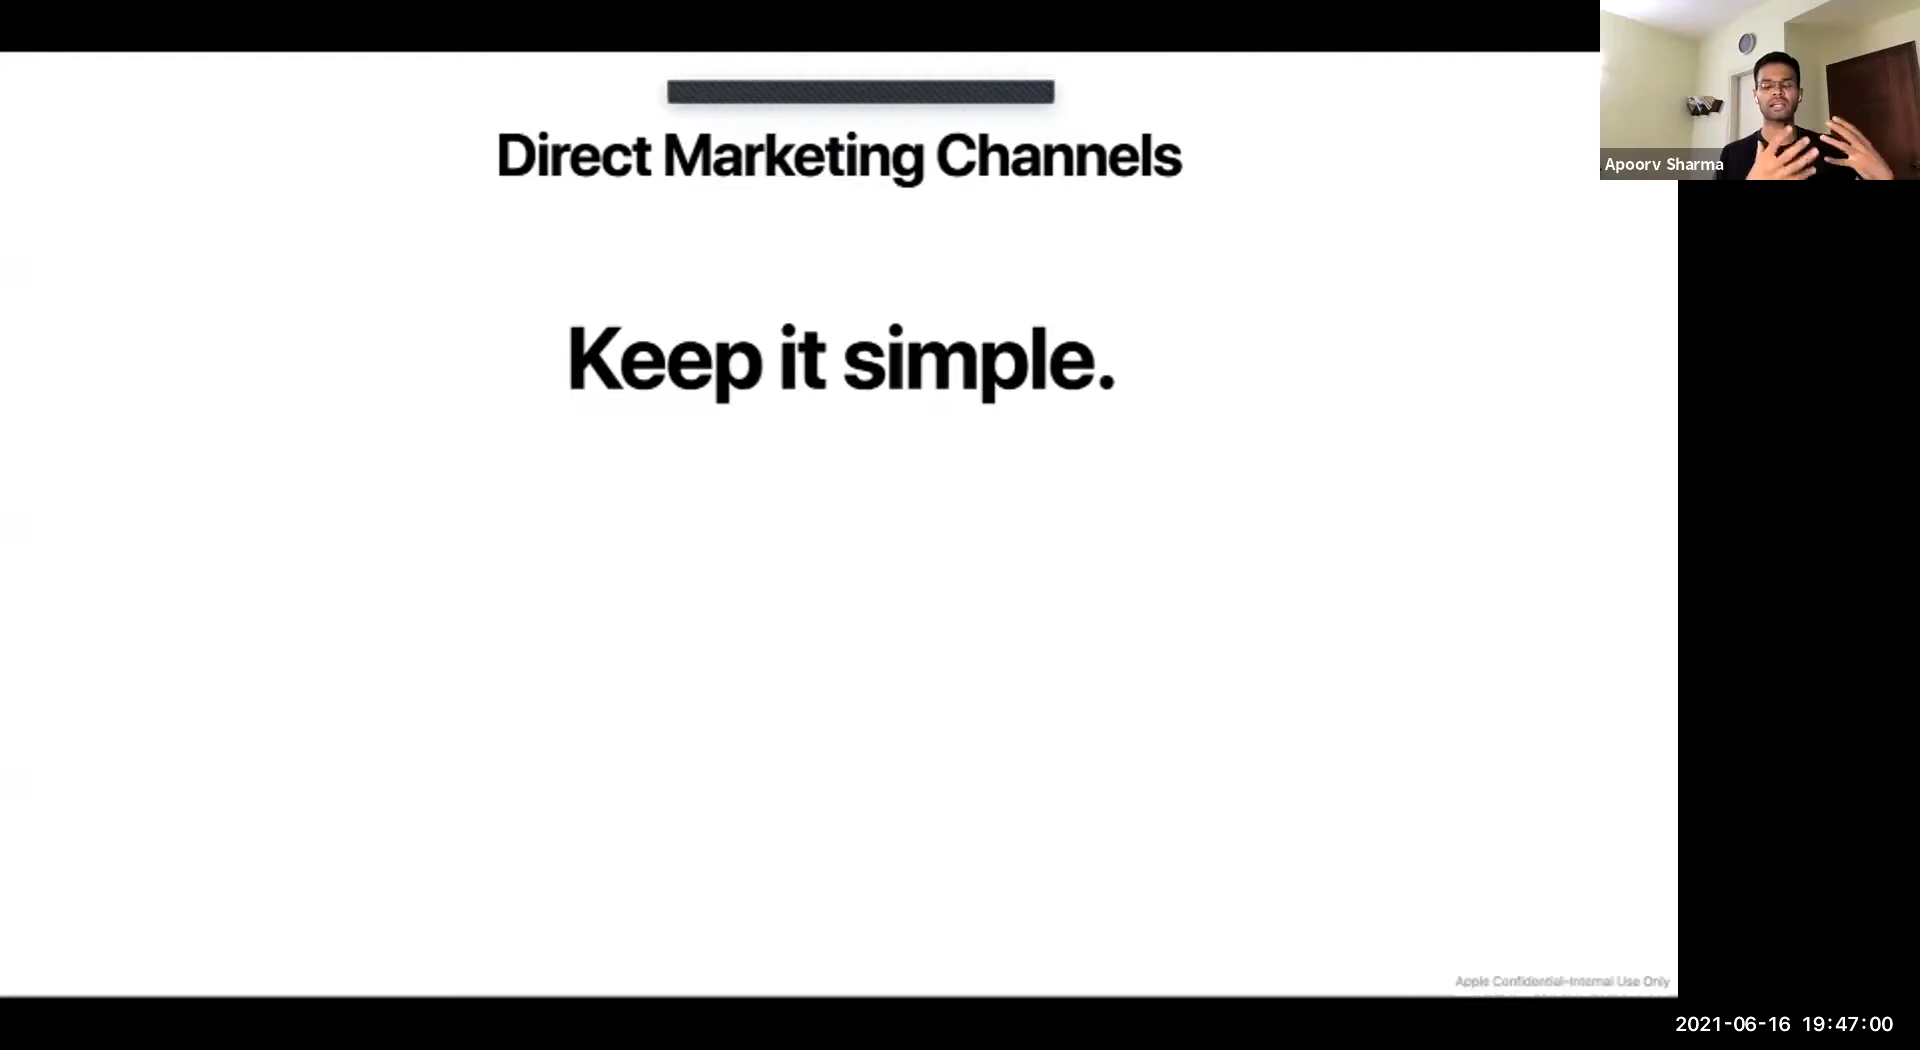 Direct Marketing Channels
Apoorv Sharma
Keep it simple.
Apple Confidential–Internal Use Only
2021-06-16 19:47:00